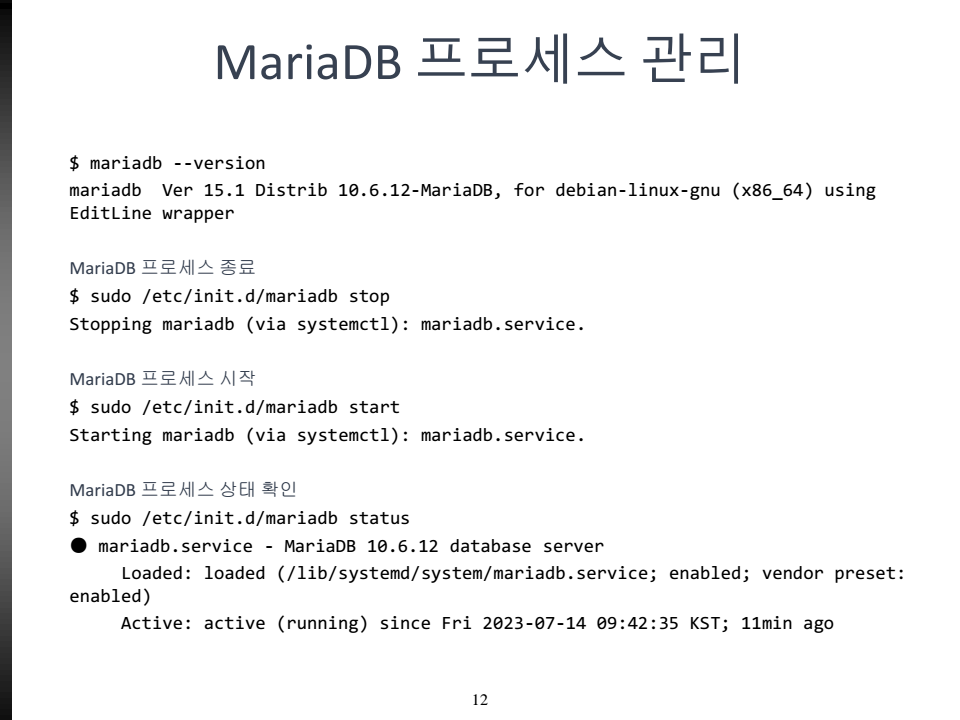 MariaDB 프로세스 관리
$ mariadb --version
mariadb  Ver 15.1 Distrib 10.6.12-MariaDB, for debian-linux-gnu (x86_64) using
EditLine wrapper
MariaDB 프로세스 종료
$ sudo /etc/init.d/mariadb stop
Stopping mariadb (via systemctl): mariadb.service.
MariaDB 프로세스 시작
$ sudo /etc/init.d/mariadb start
Starting mariadb (via systemctl): mariadb.service.
MariaDB 프로세스 상태 확인
$ sudo /etc/init.d/mariadb status
● mariadb.service - MariaDB 10.6.12 database server
Loaded: loaded (/lib/systemd/system/mariadb.service; enabled; vendor preset:
enabled)
Active: active (running) since Fri 2023-07-14 09:42:35 KST; 11min ago
12